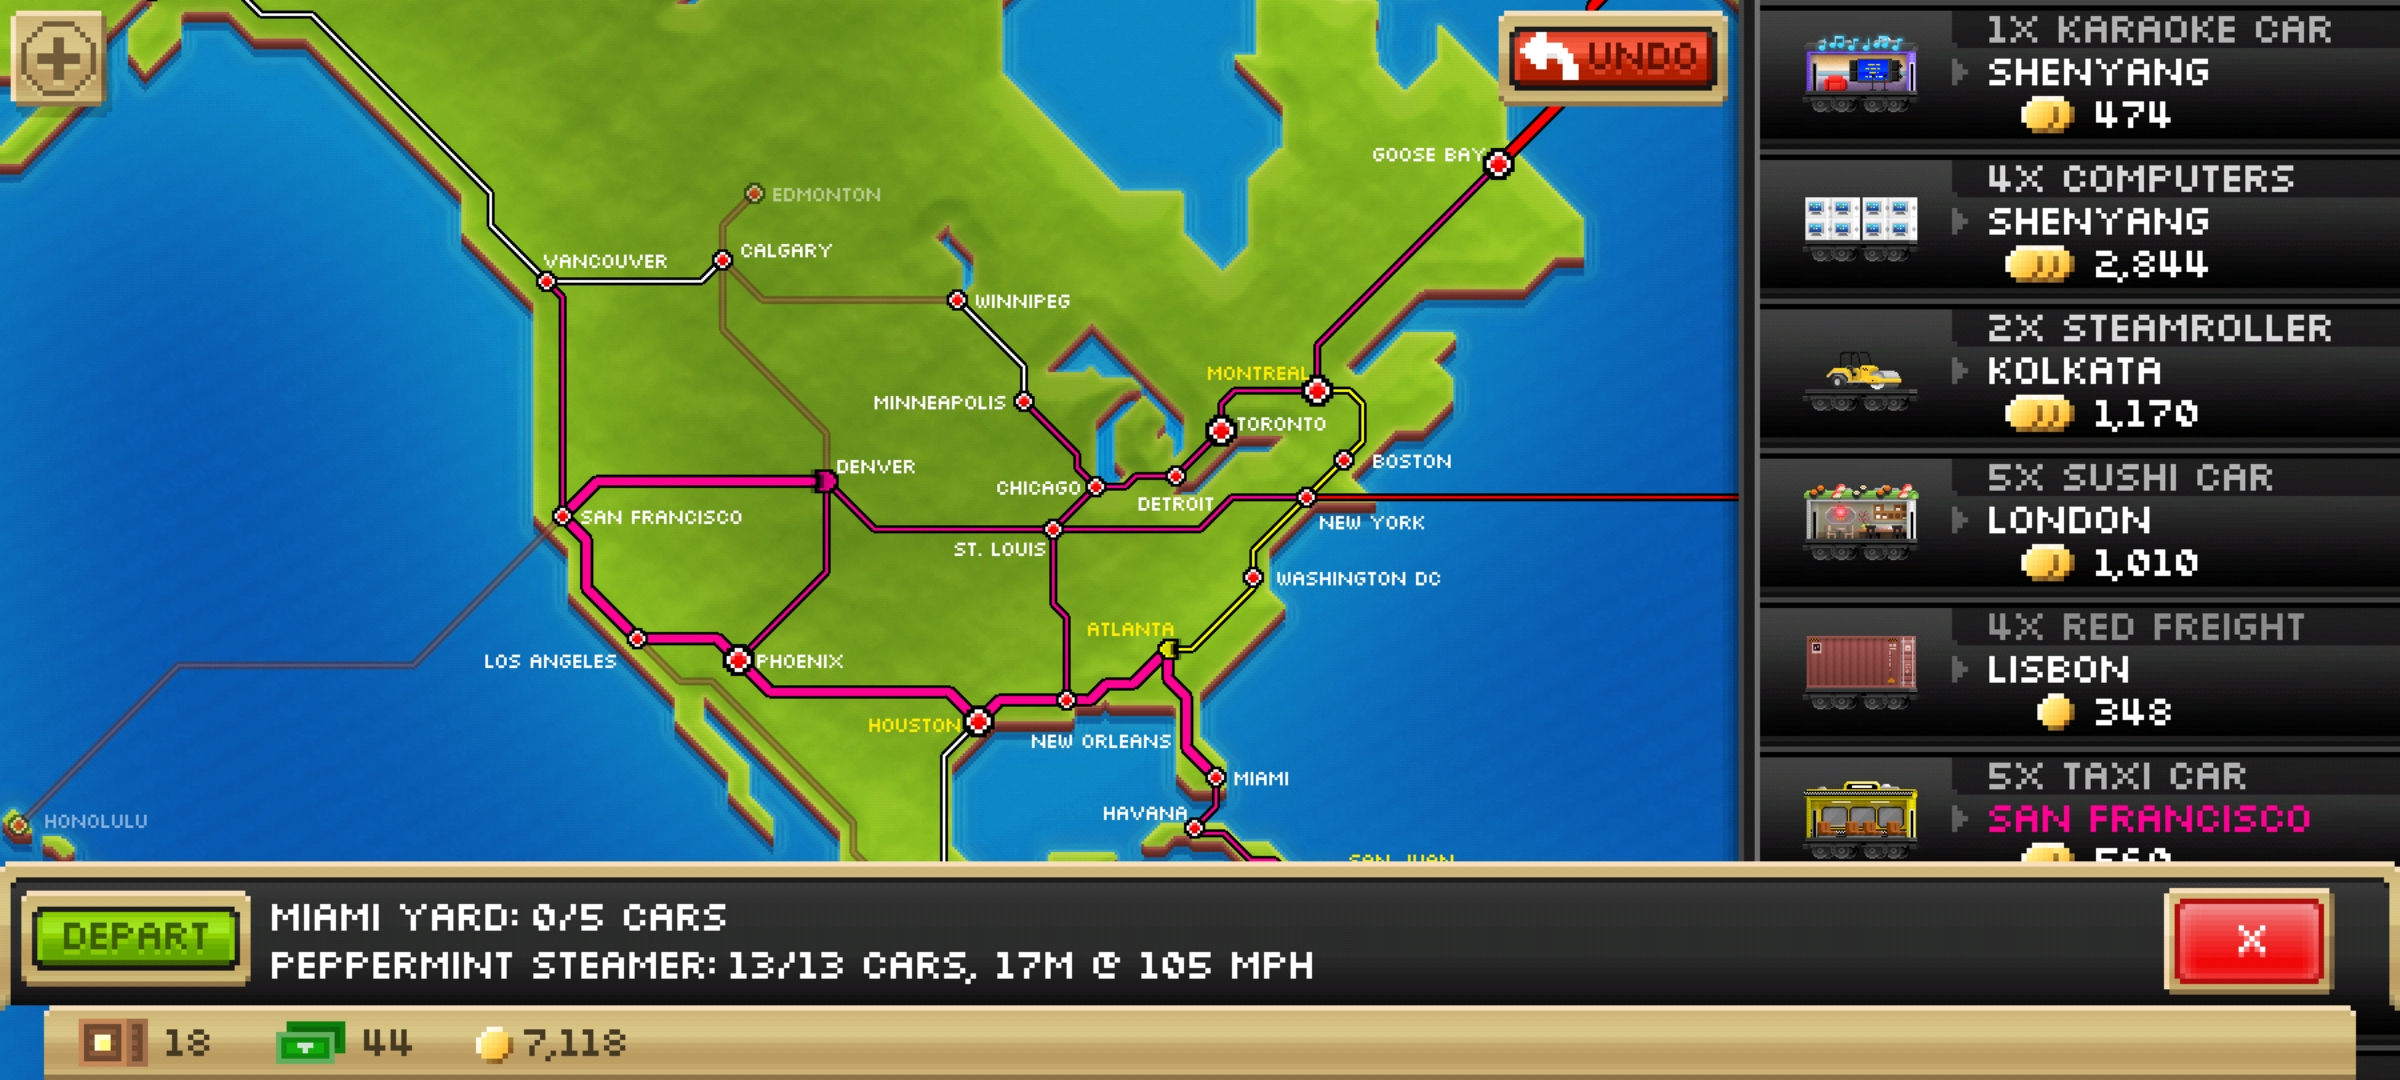 UNDO
GOOSE BAY
EDMONTON
CALGARY
VANCOUVER
WINNIPEG
MONTREAL
MINNEAPOLIS
TORONTO
BOSTON
DENVER
CHICAGO
DETROIT
SAN FRANCISCO
NEW YORK
ST. LOUIS
WASHINGTON DC
ATLANTA
LOS ANGELES
PHOENIX
HOUSTON
NEW ORLEANS
MIAMI
HAVANA
HONOLULU
SAN JUAN
1X KARAOKE CAR
SHENYANG
474
4X COMPUTERS
SHENYANG
2,844
2X STEAMROLLER
KOLKATA
1,170
5X SUSHI CAR
LONDON
1,010
4X RED FREIGHT
LISBON
348
5X TAXI CAR
SAN FRANCISCO
560
DEPART
MIAMI YARD: 0/5 CARS
PEPPERMINT STEAMER: 13/13 CARS, 17M @ 105 MPH
X
18
44
7,118